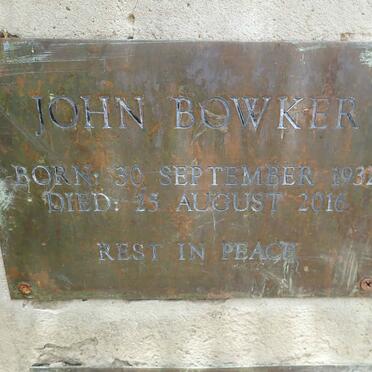 JOHN BOWKER
BORN: 30 SEPTEMBER 1932
DIED: 25 AUGUST 2016
REST IN PEACE